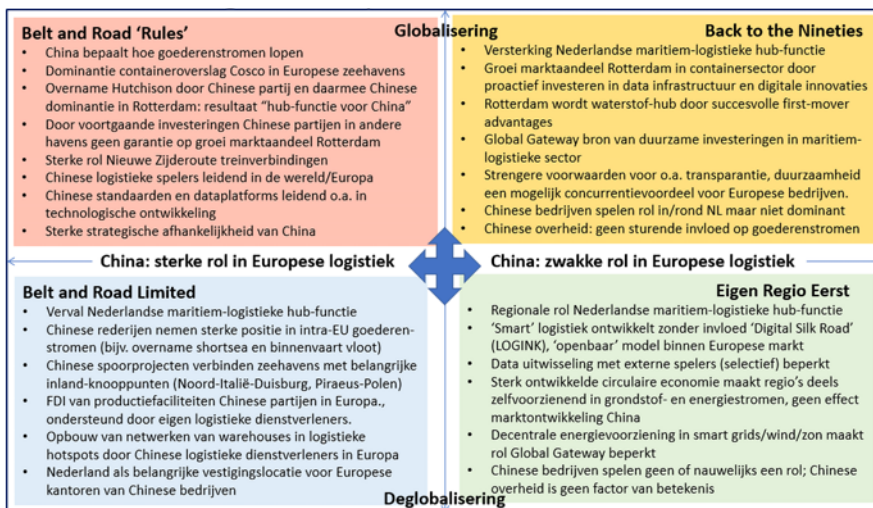 Globalisering
Belt and Road ‘Rules’
• China bepaalt hoe goederenstromen lopen
• Dominantie containeroverslag Cosco in Europese zeehavens
• Overname Hutchison door Chinese partij en daarmee Chinese
dominantie in Rotterdam: resultaat “hub-functie voor China”
• Door voortgaande investeringen Chinese partijen in andere
havens geen garantie op groei marktaandeel Rotterdam
• Sterke rol Nieuwe Zijderoute treinverbindingen
• Chinese logistieke spelers leidend in de wereld/Europa
• Chinese standaarden en dataplatforms leidend o.a. in
technologische ontwikkeling
• Sterke strategische afhankelijkheid van China
Back to the Nineties
• Versterking Nederlandse maritiem-logistieke hub-functie
• Groei marktaandeel Rotterdam in containersector door
proactief investeren in data infrastructuur en digitale innovaties
• Rotterdam wordt waterstof-hub door succesvolle first-mover
advantages
• Global Gateway bron van duurzame investeringen in maritiem-
logistieke sector
• Strengere voorwaarden voor o.a. transparantie, duurzaamheid
een mogelijk concurrentievoordeel voor Europese bedrijven.
• Chinese bedrijven spelen rol in/rond NL maar niet dominant
• Chinese overheid: geen sturende invloed op goederenstromen
China: sterke rol in Europese logistiek
China: zwakke rol in Europese logistiek
Belt and Road Limited
• Verval Nederlandse maritiem-logistieke hub-functie
• Chinese rederijen nemen sterke positie in intra-EU goederen-
stromen (bijv. overname shortsea en binnenvaart vloot)
• Chinese spoorprojecten verbinden zeehavens met belangrijke
inland-knooppunten (Noord-Italië-Duisburg, Piraeus-Polen)
• FDI van productiefaciliteiten Chinese partijen in Europa.,
ondersteund door eigen logistieke dienstverleners.
• Opbouw van netwerken van warehouses in logistieke
hotspots door Chinese logistieke dienstverleners in Europa
• Nederland als belangrijke vestigingslocatie voor Europese
kantoren van Chinese bedrijven
Eigen Regio Eerst
• Regionale rol Nederlandse maritiem-logistieke hub-functie
• ‘Smart’ logistiek ontwikkelt zonder invloed ‘Digital Silk Road’
(LOGINK), ‘openbaar’ model binnen Europese markt
• Data uitwisseling met externe spelers (selectief) beperkt
• Sterk ontwikkelde circulaire economie maakt regio’s deels
zelfvoorzienend in grondstof- en energiestromen, geen effect
marktontwikkeling China
• Decentrale energievoorziening in smart grids/wind/zon maakt
rol Global Gateway beperkt
• Chinese bedrijven spelen geen of nauwelijks een rol; Chinese
overheid is geen factor van betekenis
Deglobalisering